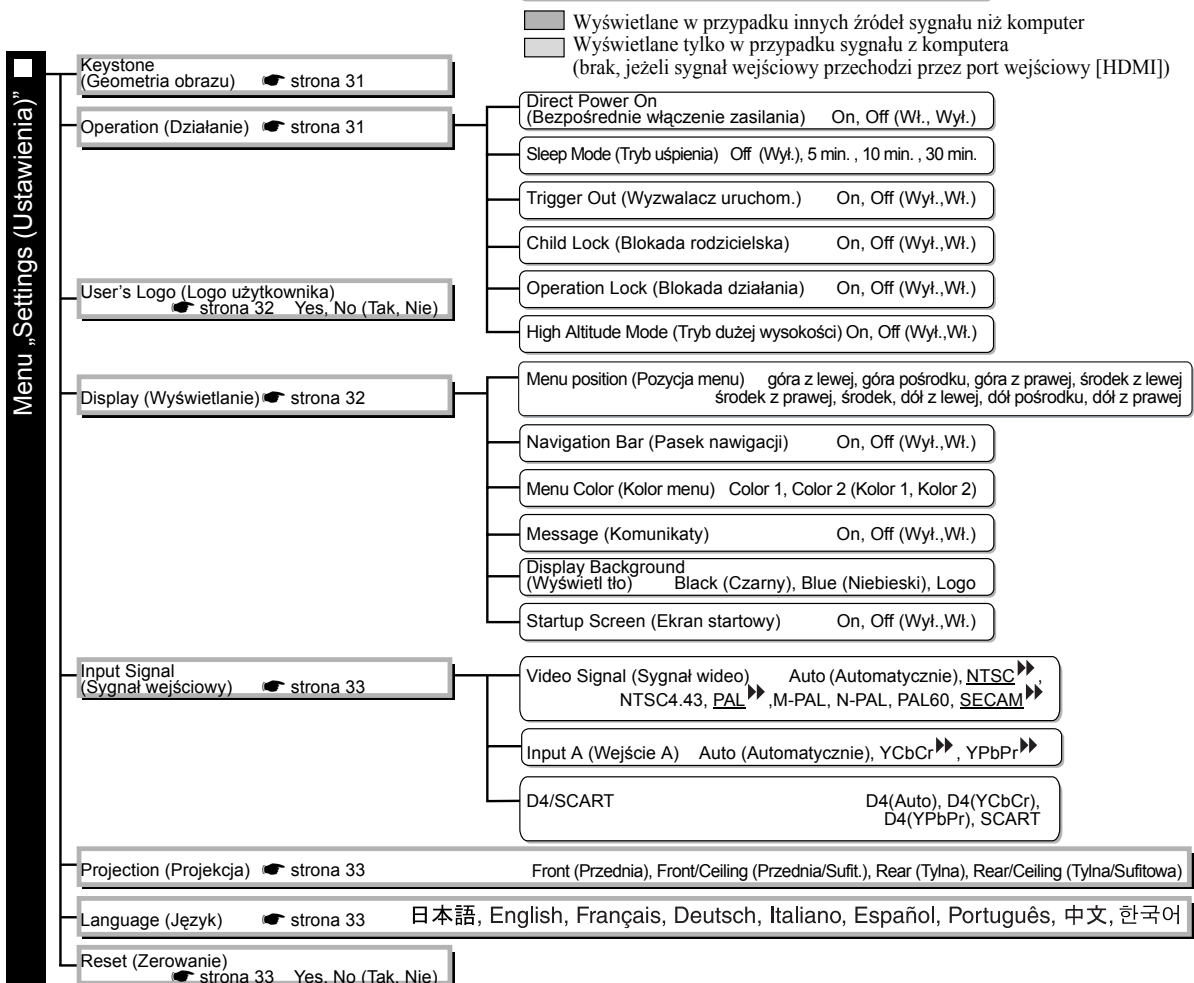 Wyświetlane w przypadku innych źródeł sygnału niż komputer
Wyświetlane tylko w przypadku sygnału z komputera
(brak, jeżeli sygnał wejściowy przechodzi przez port wejściowy [HDMI])
Menu „Settings (Ustawienia)”
Keystone
(Geometria obrazu) ☛ strona 31
Operation (Działanie) ☛ strona 31
Direct Power On
(Bezpośrednie włączenie zasilania) On, Off (Wł., Wył.)
Sleep Mode (Tryb uśpienia) Off (Wył.), 5 min. , 10 min. , 30 min.
Trigger Out (Wyzwalacz uruchom.) On, Off (Wył.,Wł.)
Child Lock (Blokada rodzicielska) On, Off (Wył.,Wł.)
Operation Lock (Blokada działania) On, Off (Wył.,Wł.)
High Altitude Mode (Tryb dużej wysokości) On, Off (Wył.,Wł.)
User's Logo (Logo użytkownika)
☛ strona 32 Yes, No (Tak, Nie)
Display (Wyświetlanie) ☛ strona 32
Menu position (Pozycja menu) góra z lewej, góra pośrodku, góra z prawej, środek z lewej
środek z prawej, środek, dół z lewej, dół pośrodku, dół z prawej
Navigation Bar (Pasek nawigacji) On, Off (Wył.,Wł.)
Menu Color (Kolor menu) Color 1, Color 2 (Kolor 1, Kolor 2)
Message (Komunikaty) On, Off (Wył.,Wł.)
Display Background
(Wyświetl tło) Black (Czarny), Blue (Niebieski), Logo
Startup Screen (Ekran startowy) On, Off (Wył.,Wł.)
Input Signal
(Sygnał wejściowy) ☛ strona 33
Video Signal (Sygnał wideo) Auto (Automatycznie), NTSC ,
NTSC4.43, PAL ,M-PAL, N-PAL, PAL60, SECAM
Input A (Wejście A) Auto (Automatycznie), YCbCr , YPbPr
D4/SCART D4(Auto), D4(YCbCr),
D4(YPbPr), SCART
Projection (Projekcja) ☛ strona 33 Front (Przednia), Front/Ceiling (Przednia/Sufit.), Rear (Tylna), Rear/Ceiling (Tylna/Sufitowa)
Language (Język) ☛ strona 33 日本語, English, Français, Deutsch, Italiano, Español, Português, 中文, 한국어
Reset (Zerowanie)
☛ strona 33 Yes, No (Tak, Nie)